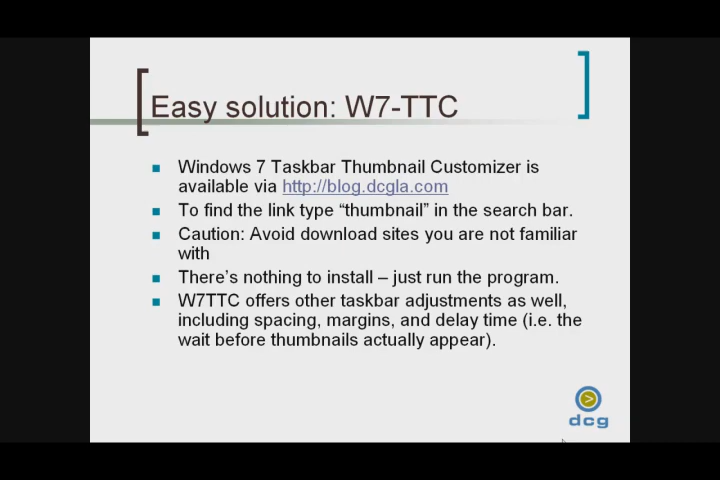 Easy solution: W7-TTC
Windows 7 Taskbar Thumbnail Customizer is
available via http://blog.dcgla.com
To find the link type “thumbnail” in the search bar.
Caution: Avoid download sites you are not familiar
with
There’s nothing to install – just run the program.
W7TTC offers other taskbar adjustments as well,
including spacing, margins, and delay time (i.e. the
wait before thumbnails actually appear).
dcg